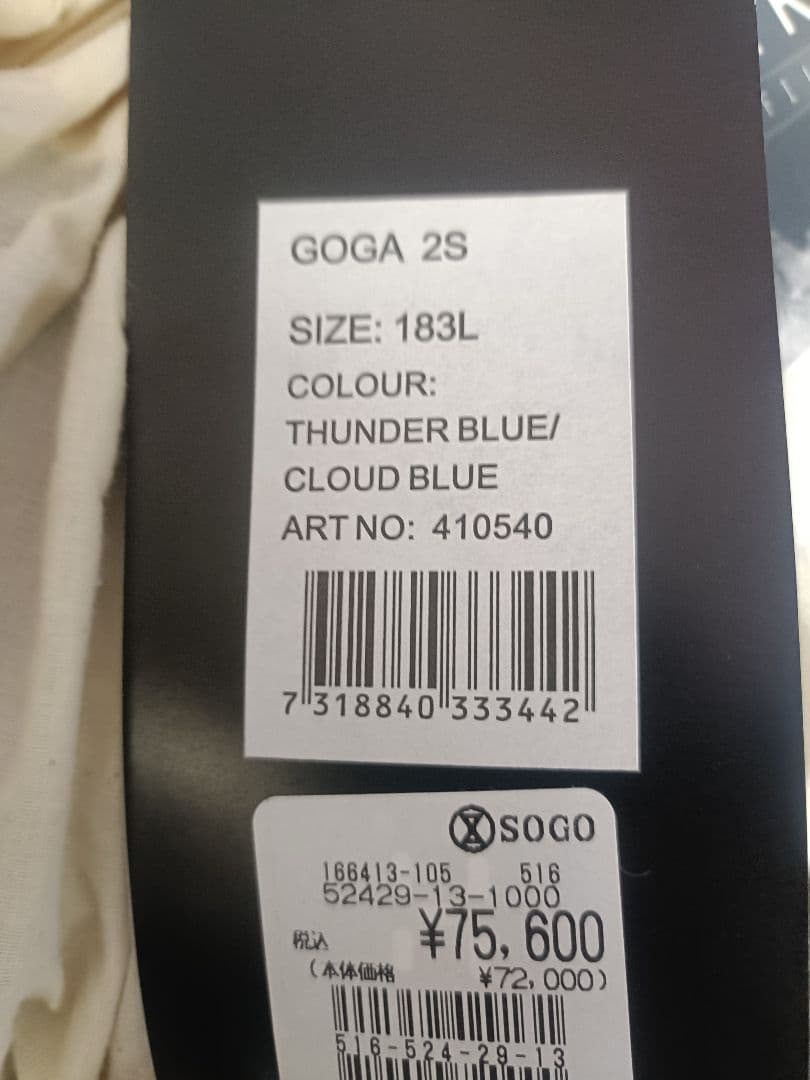 GOGA 2S
SIZE: 183L
COLOUR:
THUNDER BLUE/
CLOUD BLUE
ART NO: 410540
7 318840 333442
SOGO
166413-105 516
52429-13-1000
税込 ¥75,600
(本体価格 ¥72,000)
516-524-29-13